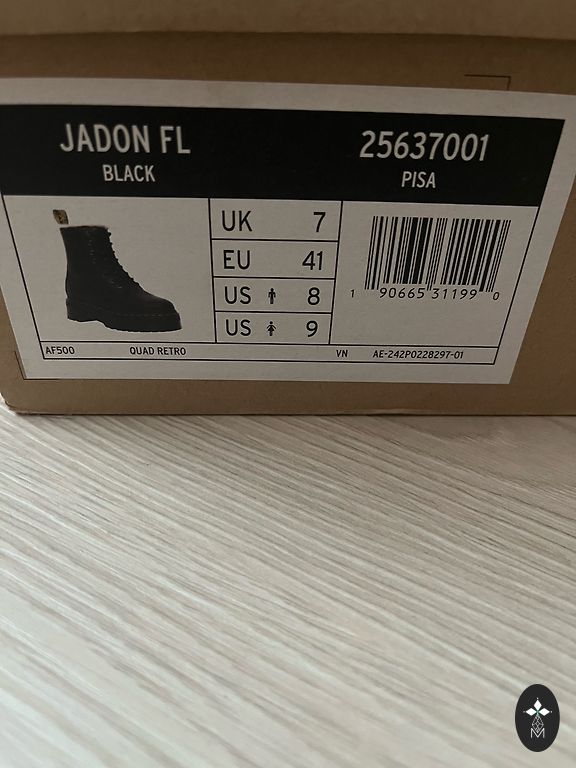 JADON FL
BLACK
25637001
PISA
UK 7
EU 41
US 8
US 9
1 90665 31199 0
AF500 QUAD RETRO VN AE-242P0228297-01
M